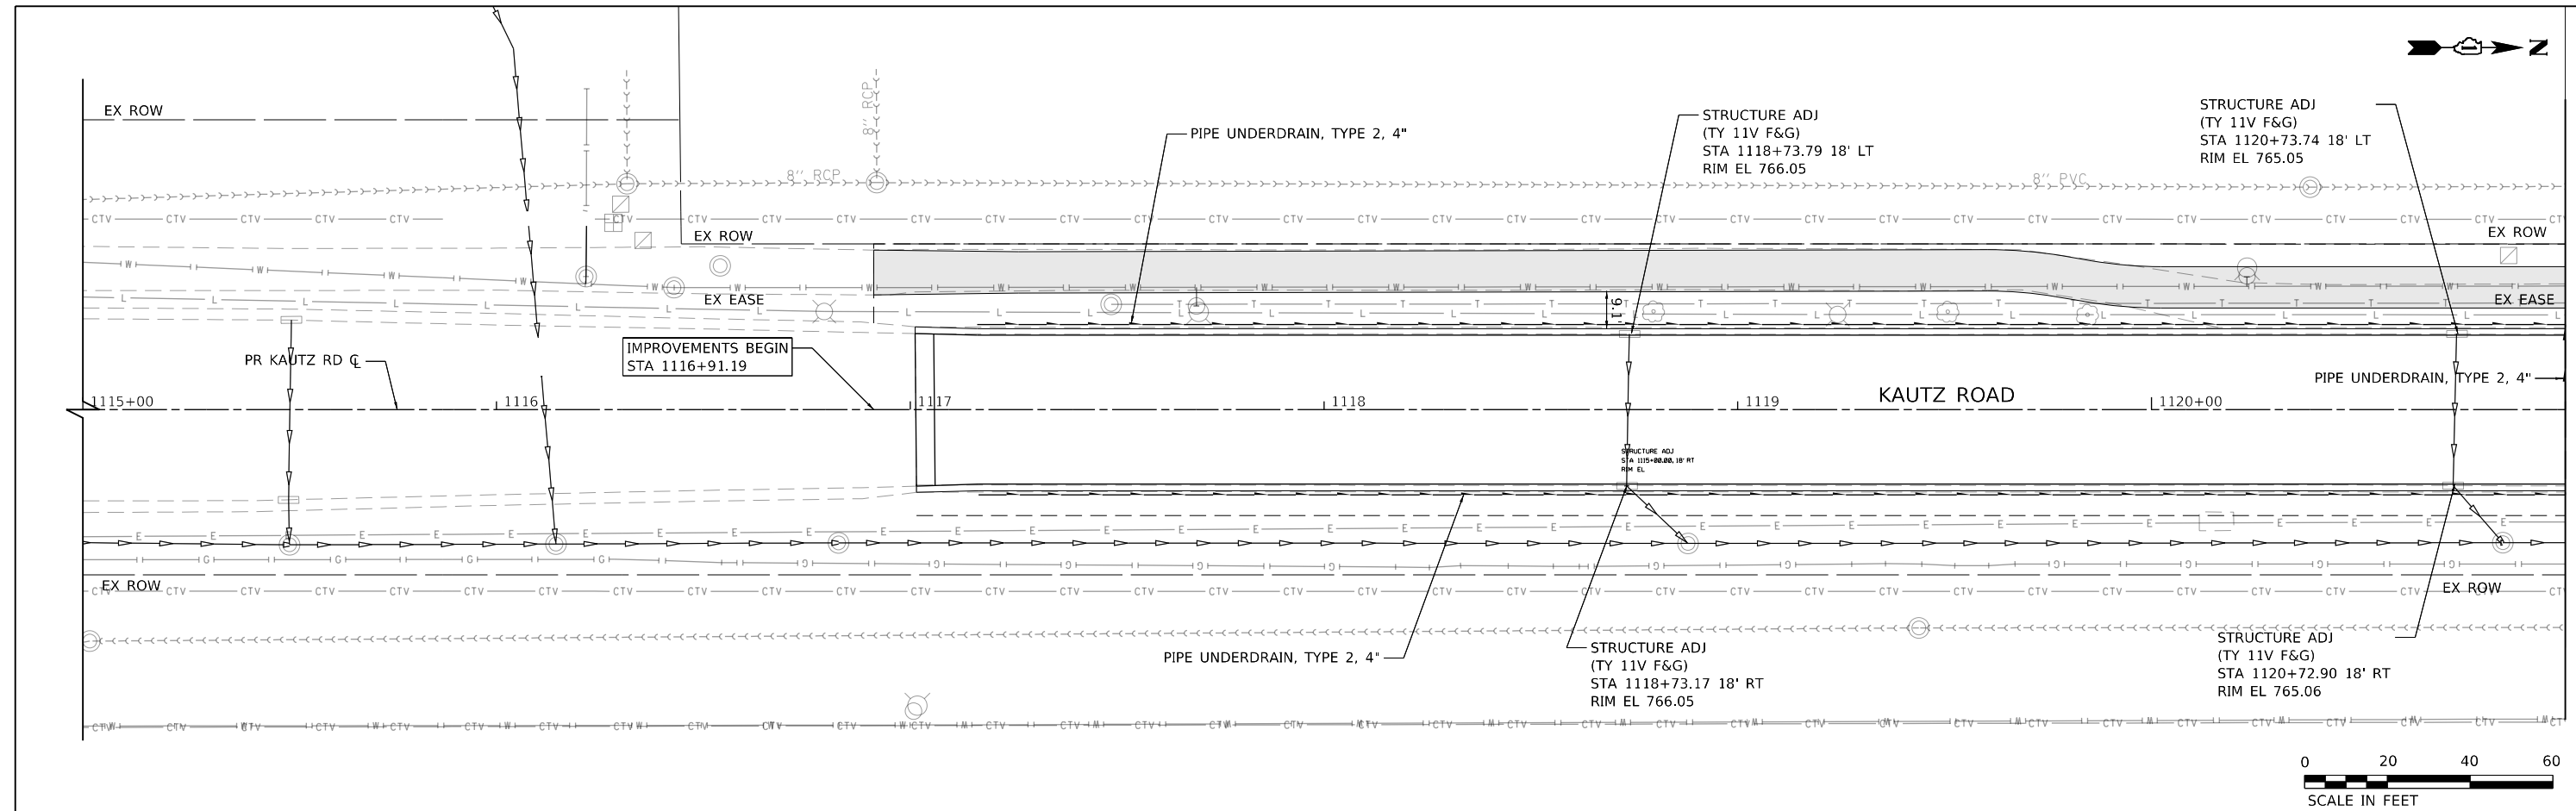 N
EX ROW
8" RCP
8" RCP
PIPE UNDERDRAIN, TYPE 2, 4"
STRUCTURE ADJ
(TY 11V F&G)
STA 1118+73.79 18' LT
RIM EL 766.05
STRUCTURE ADJ
(TY 11V F&G)
STA 1120+73.74 18' LT
RIM EL 765.05
8" PVC
EX ROW
EX ROW
EX EASE
EX EASE
9.1'
PR KAUTZ RD ℄
IMPROVEMENTS BEGIN
STA 1116+91.19
PIPE UNDERDRAIN, TYPE 2, 4"
1115+00
1116
1117
1118
1119
KAUTZ ROAD
1120+00
STRUCTURE ADJ
STA 1115+00.00, 18' RT
RIM EL
EX ROW
EX ROW
PIPE UNDERDRAIN, TYPE 2, 4"
STRUCTURE ADJ
(TY 11V F&G)
STA 1118+73.17 18' RT
RIM EL 766.05
STRUCTURE ADJ
(TY 11V F&G)
STA 1120+72.90 18' RT
RIM EL 765.06
0 20 40 60
SCALE IN FEET